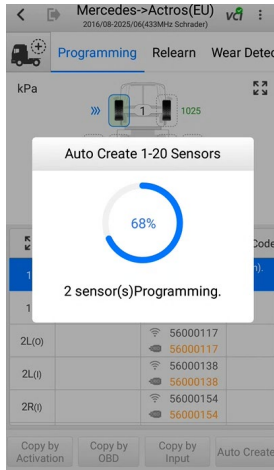 Mercedes->Actros(EU)
2016/08-2025/06(433MHz Schrader)
vci
Programming Relearn Wear Detec
kPa
1
1025
Auto Create 1-20 Sensors
68%
2 sensor(s)Programming.
Code
1
n).
1
2L(O)
56000117
56000117
2L(I)
56000138
56000138
2R(I)
56000154
56000154
Copy by Activation
Copy by OBD
Copy by Input
Auto Create